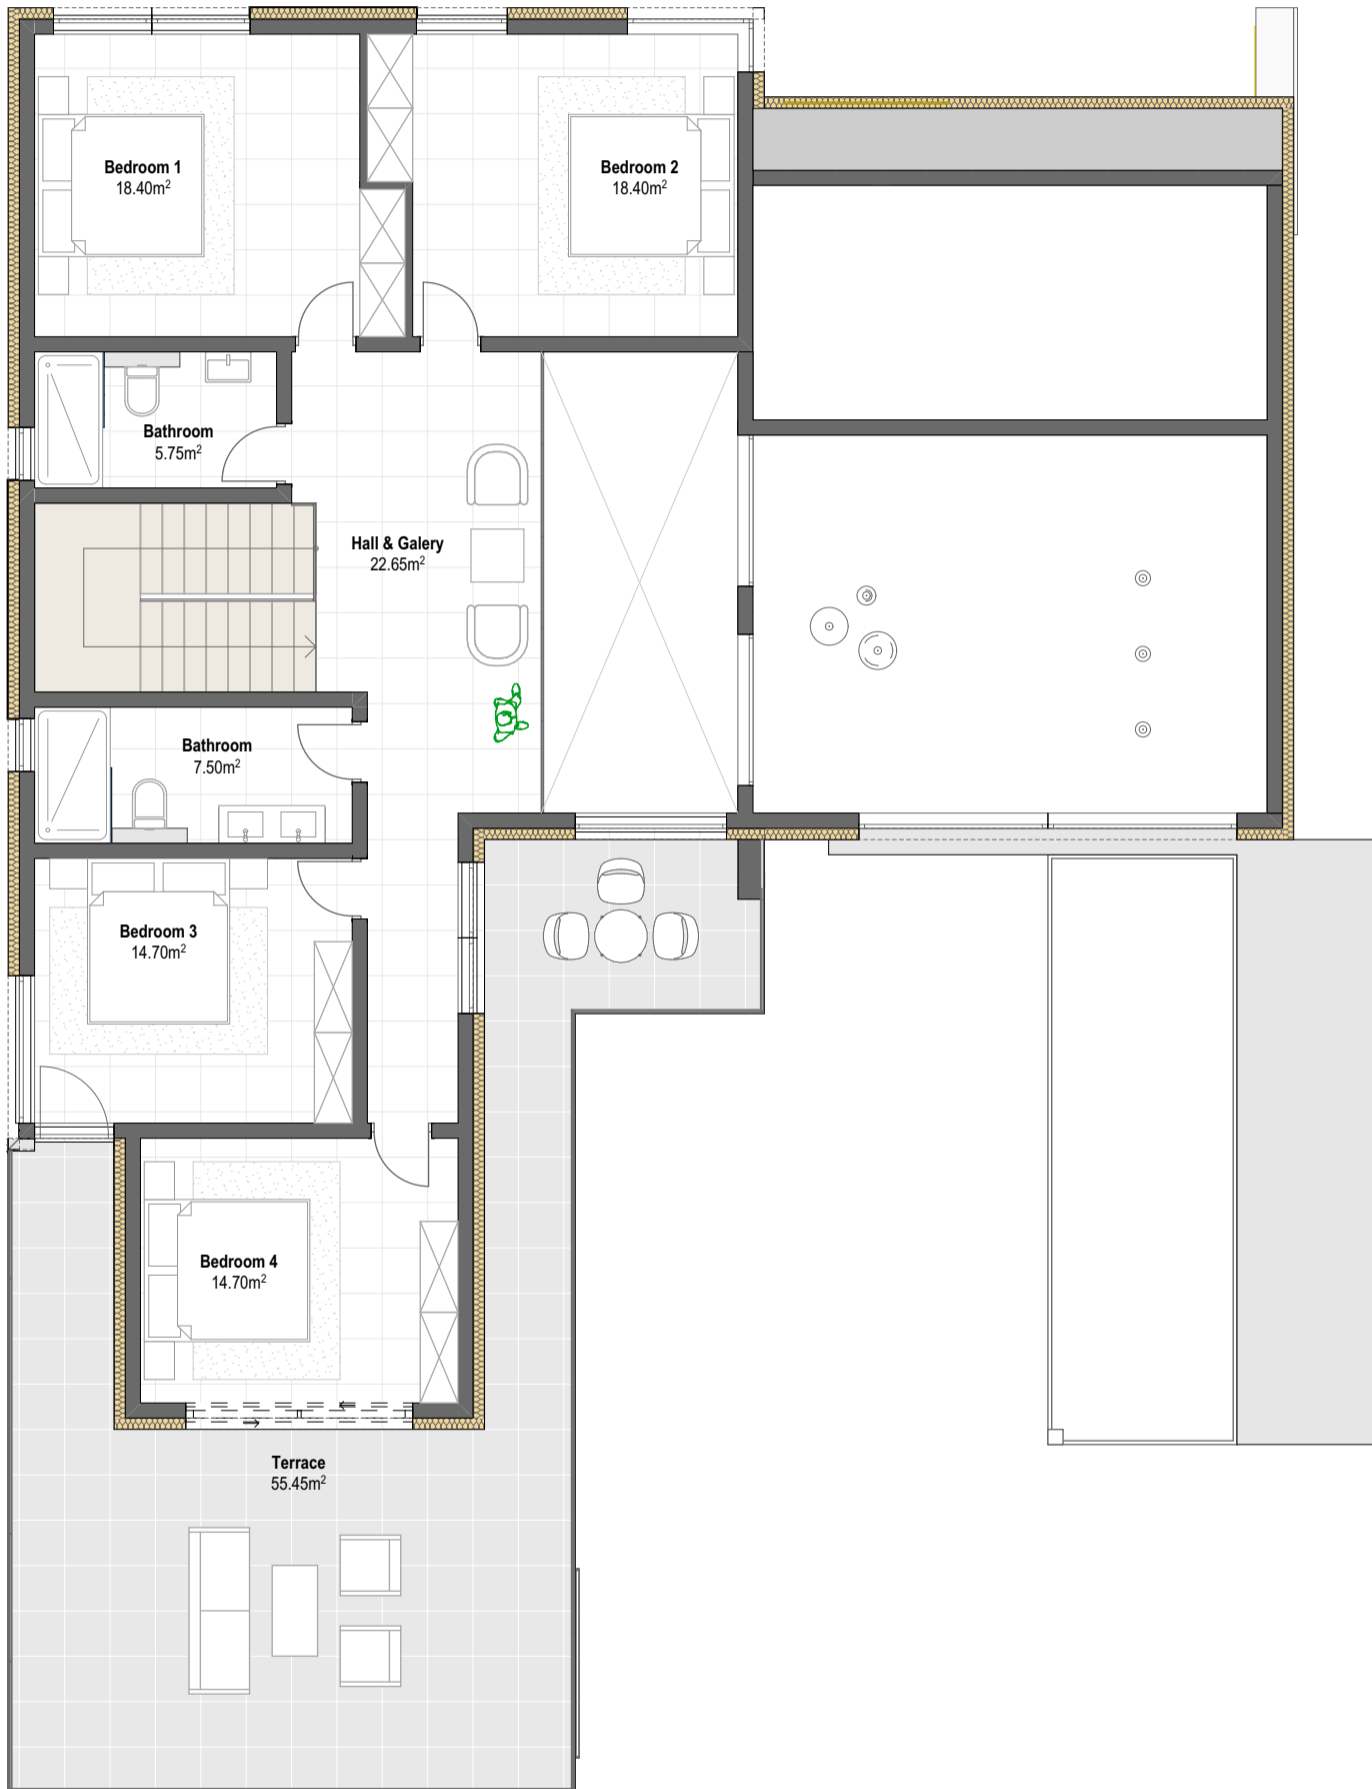 Bedroom 1
18.40m²
Bedroom 2
18.40m²
Bathroom
5.75m²
Hall & Galery
22.65m²
Bathroom
7.50m²
Bedroom 3
14.70m²
Bedroom 4
14.70m²
Terrace
55.45m²